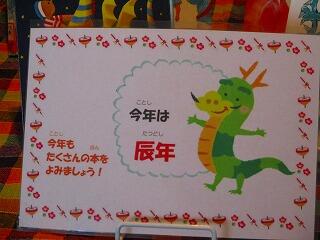 ことし
今年は
たつどし
辰年
ことし
今年も
ほん
たくさんの本を
よみましょう！